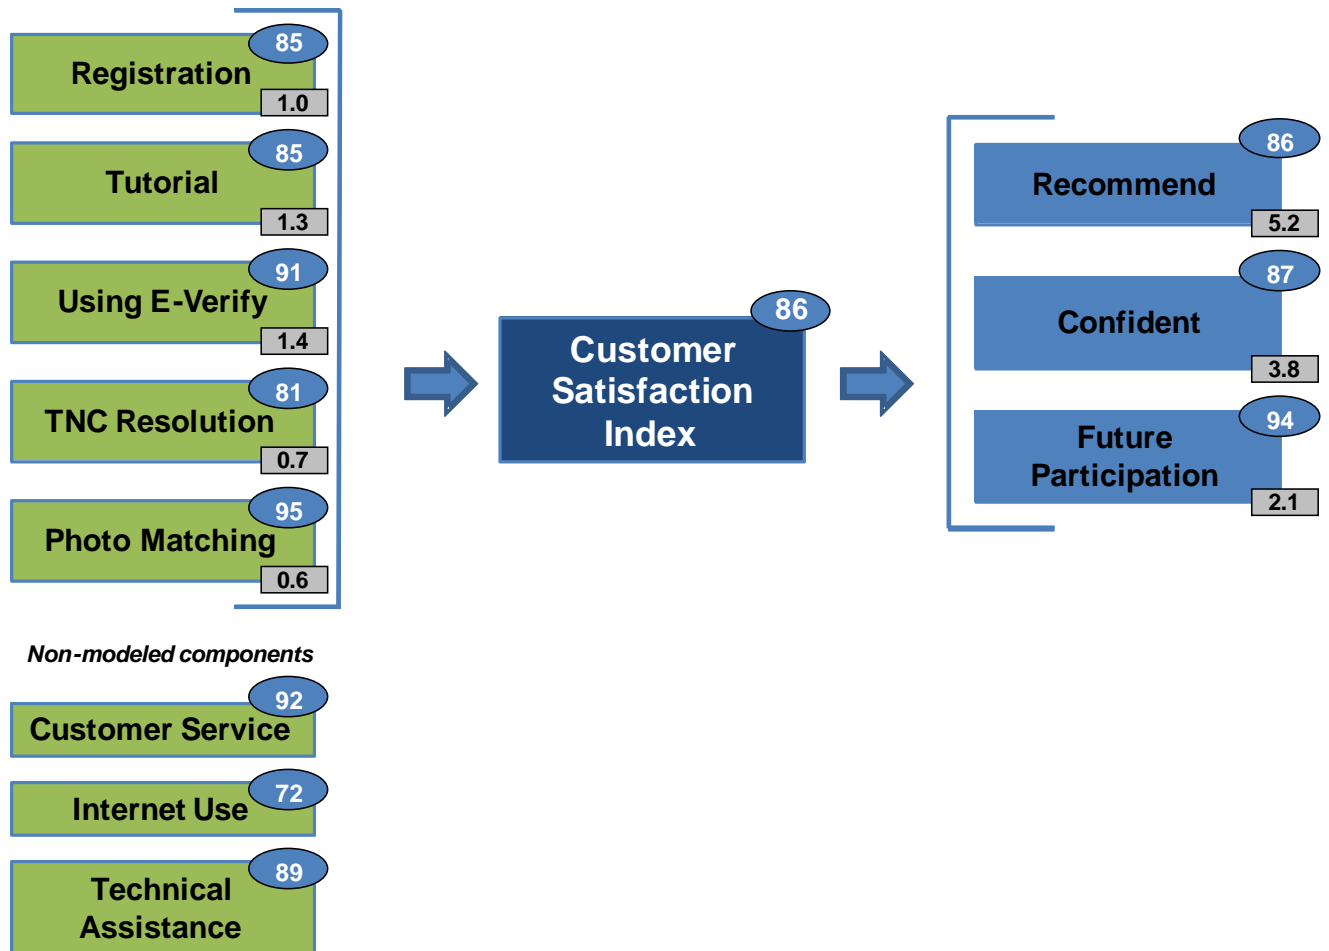 85
Registration
1.0
85
Tutorial
1.3
91
Using E-Verify
1.4
81
TNC Resolution
0.7
95
Photo Matching
0.6
Non-modeled components
92
Customer Service
72
Internet Use
89
Technical
Assistance
86
Customer
Satisfaction
Index
86
Recommend
5.2
87
Confident
3.8
94
Future
Participation
2.1